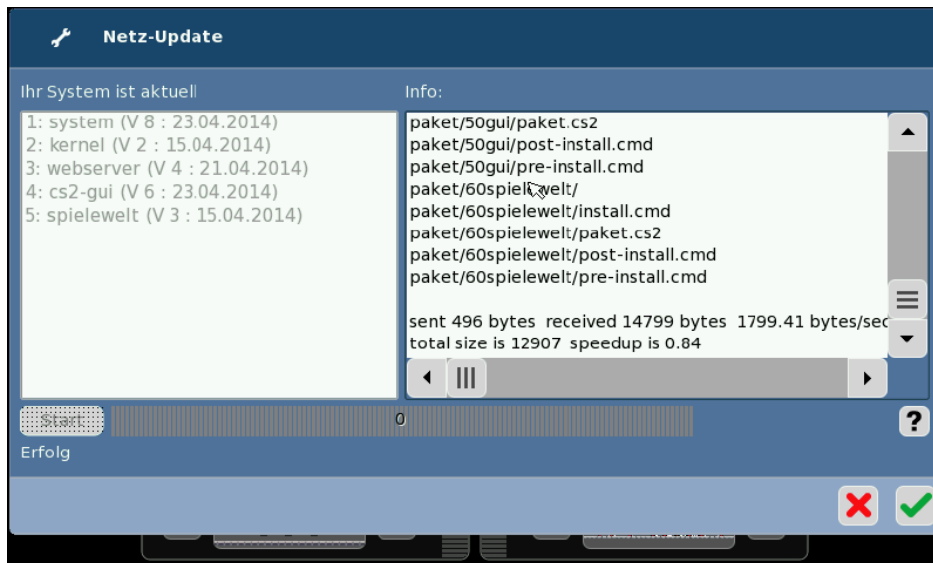 Netz-Update
Ihr System ist aktuell
Info:
1: system (V 8 : 23.04.2014)
2: kernel (V 2 : 15.04.2014)
3: webserver (V 4 : 21.04.2014)
4: cs2-gui (V 6 : 23.04.2014)
5: spielewelt (V 3 : 15.04.2014)
paket/50gui/paket.cs2
paket/50gui/post-install.cmd
paket/50gui/pre-install.cmd
paket/60spielewelt/
paket/60spielewelt/install.cmd
paket/60spielewelt/paket.cs2
paket/60spielewelt/post-install.cmd
paket/60spielewelt/pre-install.cmd
sent 496 bytes received 14799 bytes 1799.41 bytes/sec
total size is 12907 speedup is 0.84
Start
0
?
Erfolg